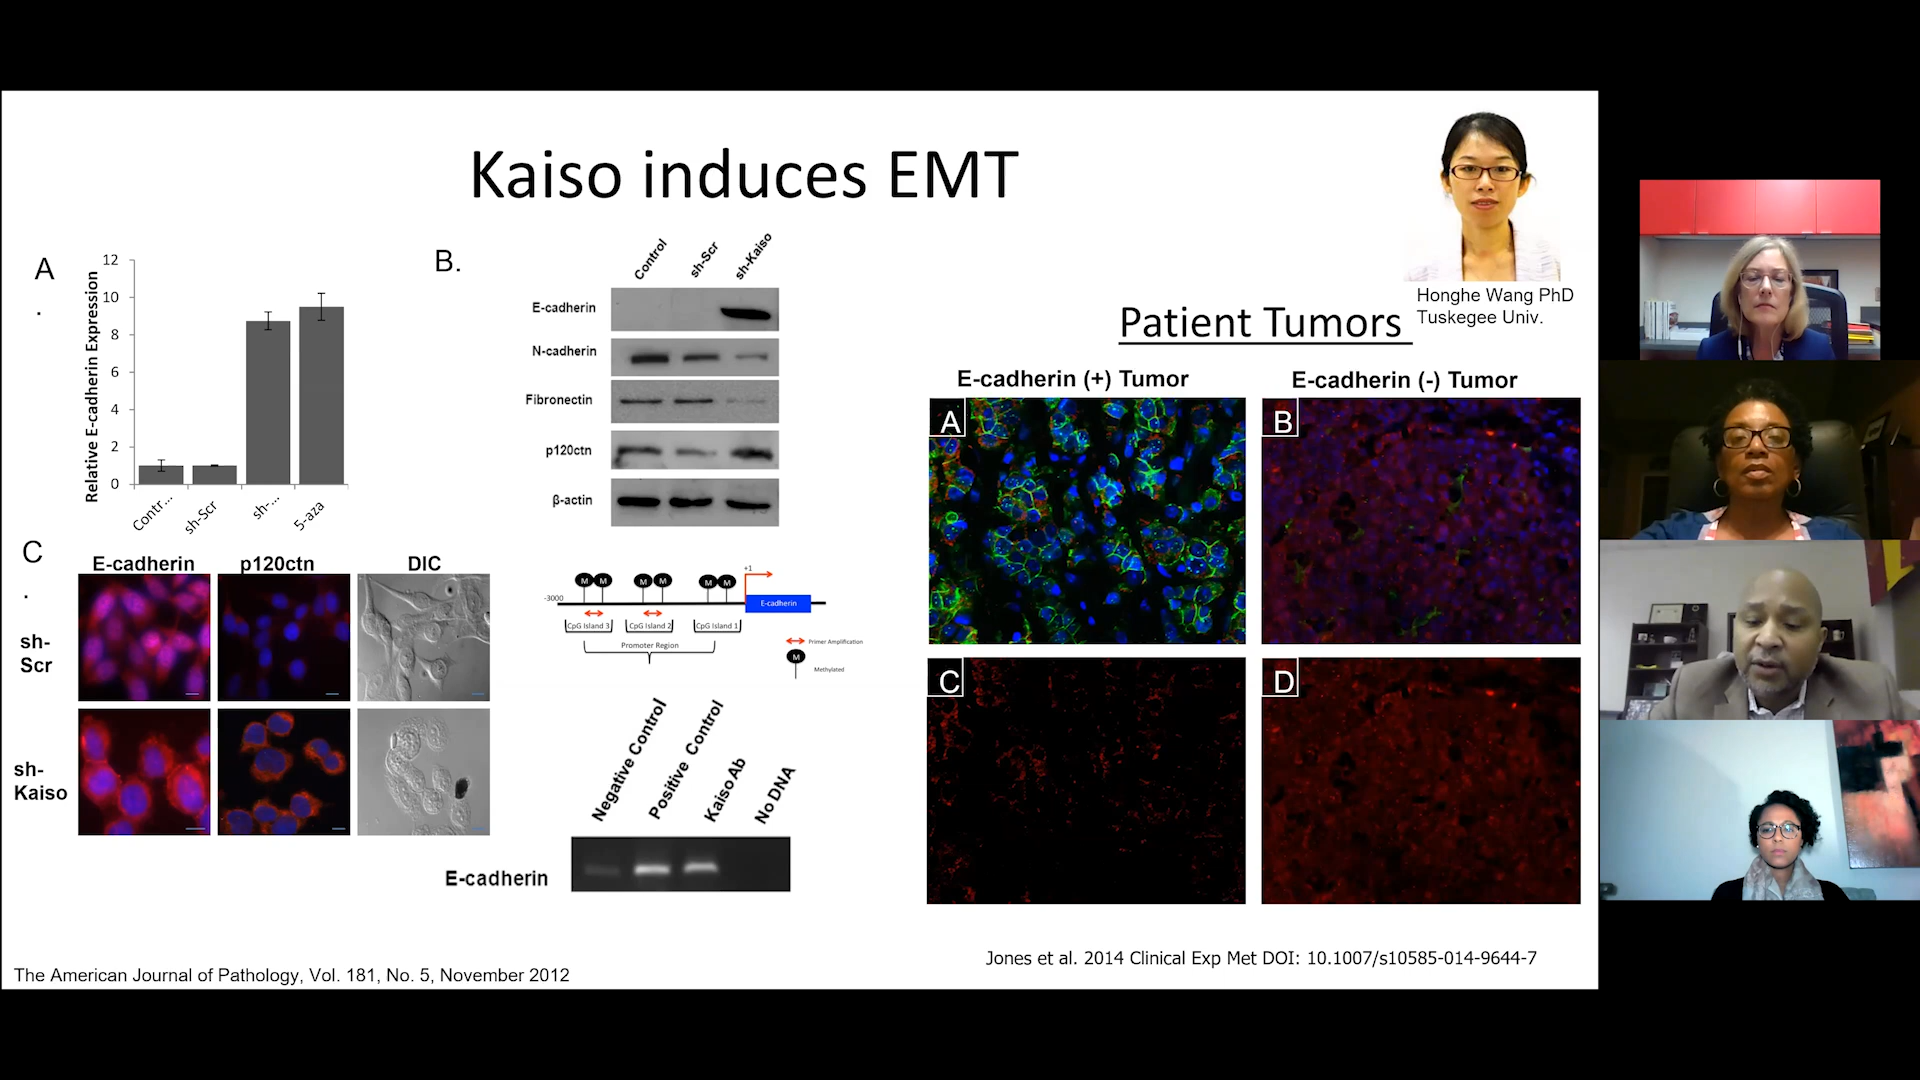 Kaiso induces EMT
Honghe Wang PhD
Tuskegee Univ.
A
.
Relative E-cadherin Expression
12
10
8
6
4
2
0
Contr...
sh-Scr
sh-...
5-aza
B.
Control
sh-Scr
sh-Kaiso
E-cadherin
N-cadherin
Fibronectin
p120ctn
β-actin
C
.
E-cadherin
p120ctn
DIC
sh-
Scr
sh-
Kaiso
-3000
M M M M M M
+1
E-cadherin
CpG Island 3
CpG Island 2
CpG Island 1
Promoter Region
Primer Amplification
M
Methylated
Negative Control
Positive Control
Kaiso Ab
No DNA
E-cadherin
Patient Tumors
E-cadherin (+) Tumor
E-cadherin (-) Tumor
A
B
C
D
Jones et al. 2014 Clinical Exp Met DOI: 10.1007/s10585-014-9644-7
The American Journal of Pathology, Vol. 181, No. 5, November 2012